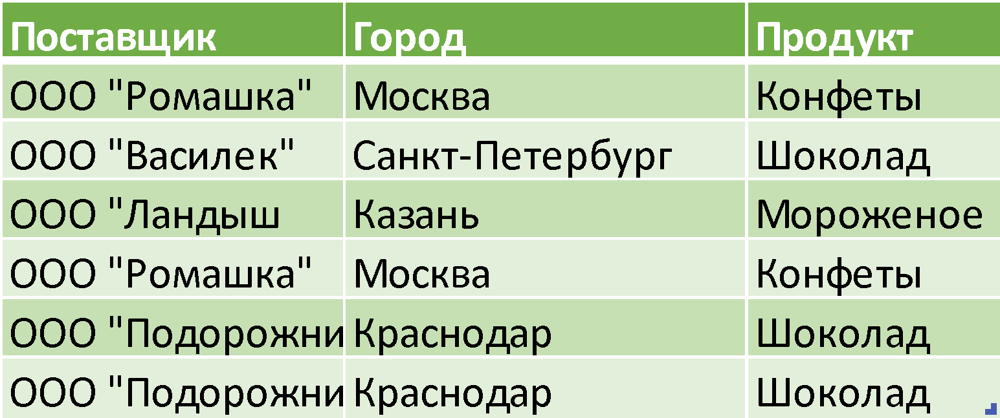 Поставщик Город Продукт
ООО "Ромашка" Москва Конфеты
ООО "Василек" Санкт-Петербург Шоколад
ООО "Ландыш Казань Мороженое
ООО "Ромашка" Москва Конфеты
ООО "Подорожни Краснодар Шоколад
ООО "Подорожни Краснодар Шоколад